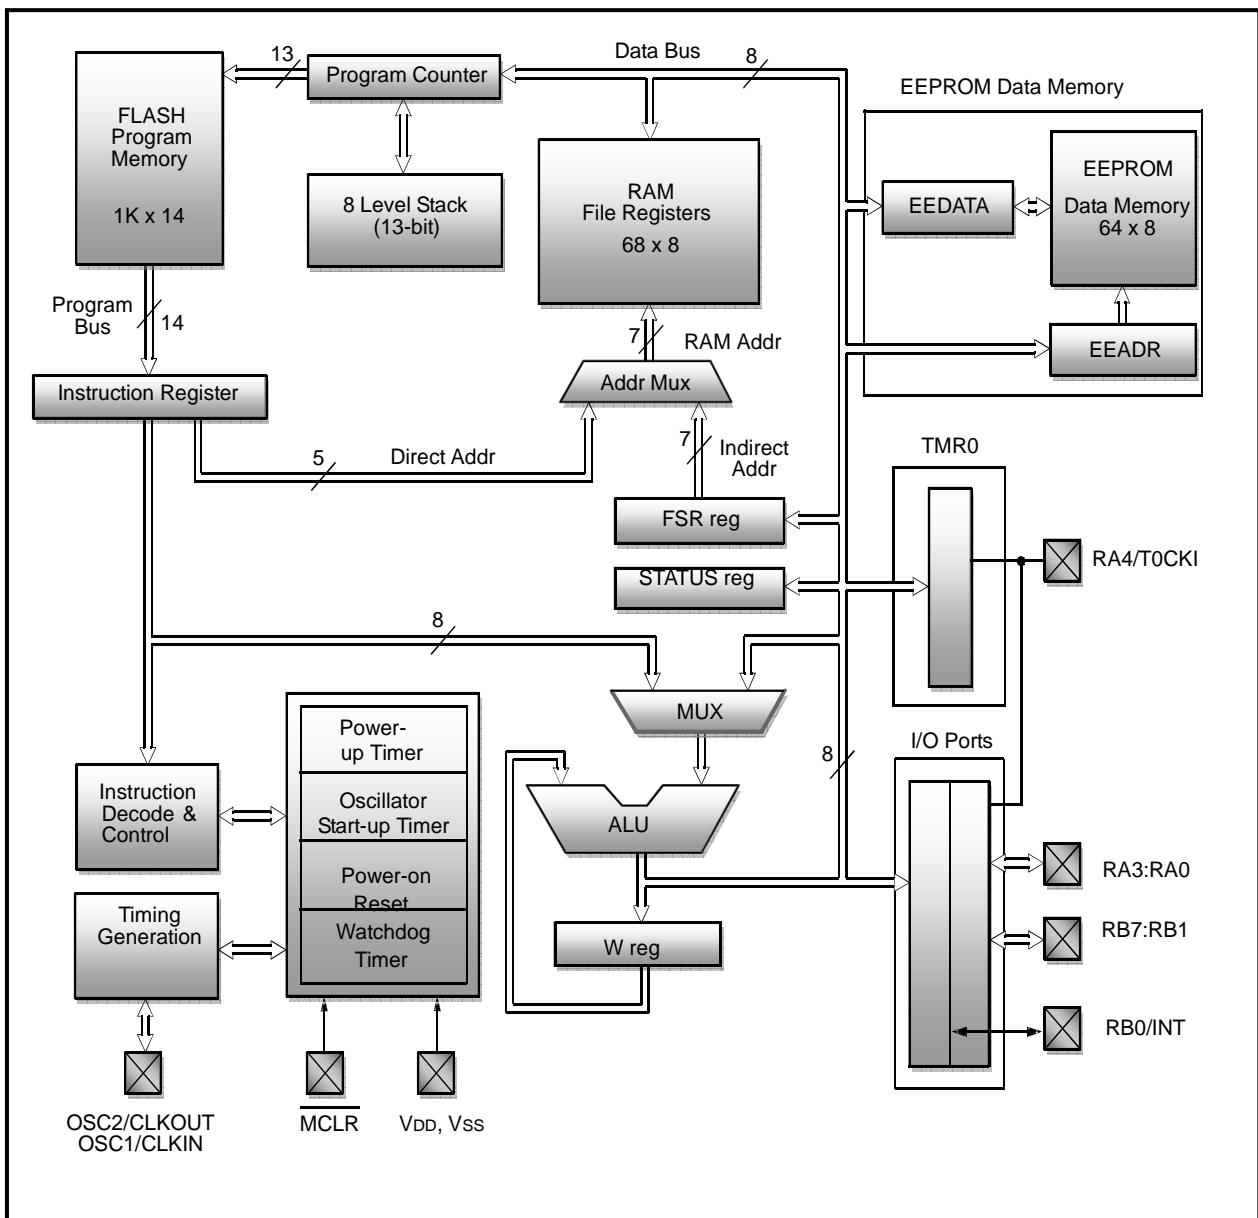 13
Program Counter
Data Bus
8
EEPROM Data Memory
FLASH
Program
Memory
1K x 14
8 Level Stack
(13-bit)
RAM
File Registers
68 x 8
EEDATA
EEPROM
Data Memory
64 x 8
EEADR
Program
Bus
14
7
RAM Addr
Addr Mux
Instruction Register
5
Direct Addr
7
Indirect
Addr
FSR reg
STATUS reg
TMR0
RA4/T0CKI
8
MUX
8
I/O Ports
Power-
up Timer
Oscillator
Start-up Timer
Power-on
Reset
Watchdog
Timer
Instruction
Decode &
Control
Timing
Generation
ALU
W reg
RA3:RA0
RB7:RB1
RB0/INT
OSC2/CLKOUT
OSC1/CLKIN
MCLR
VDD, VSS